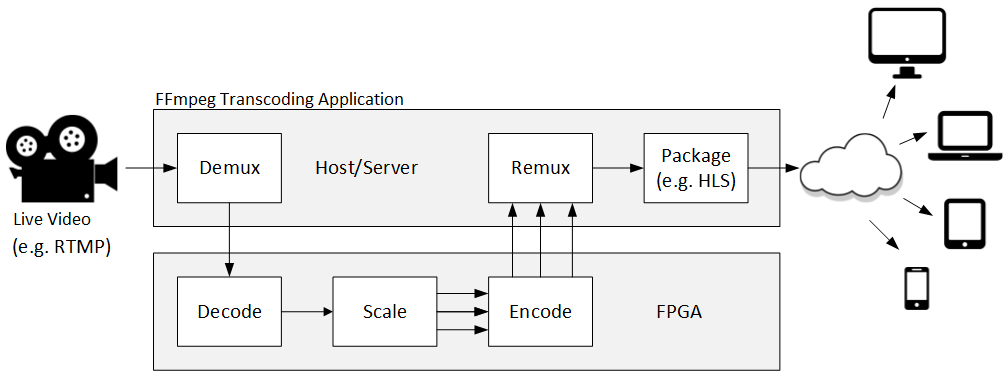 FFmpeg Transcoding Application
Demux
Host/Server
Remux
Package
(e.g. HLS)
Live Video
(e.g. RTMP)
Decode
Scale
Encode
FPGA